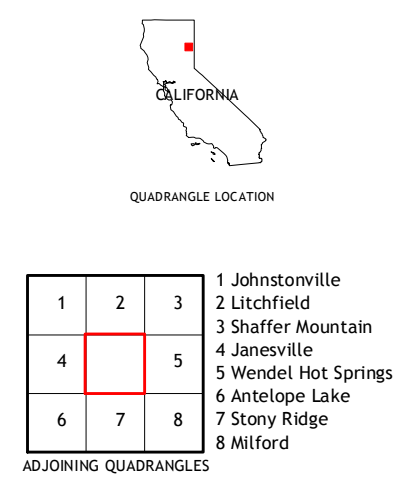 CALIFORNIA
QUADRANGLE LOCATION
1 2 3
4 5
6 7 8
ADJOINING QUADRANGLES
1 Johnstonville
2 Litchfield
3 Shaffer Mountain
4 Janesville
5 Wendel Hot Springs
6 Antelope Lake
7 Stony Ridge
8 Milford